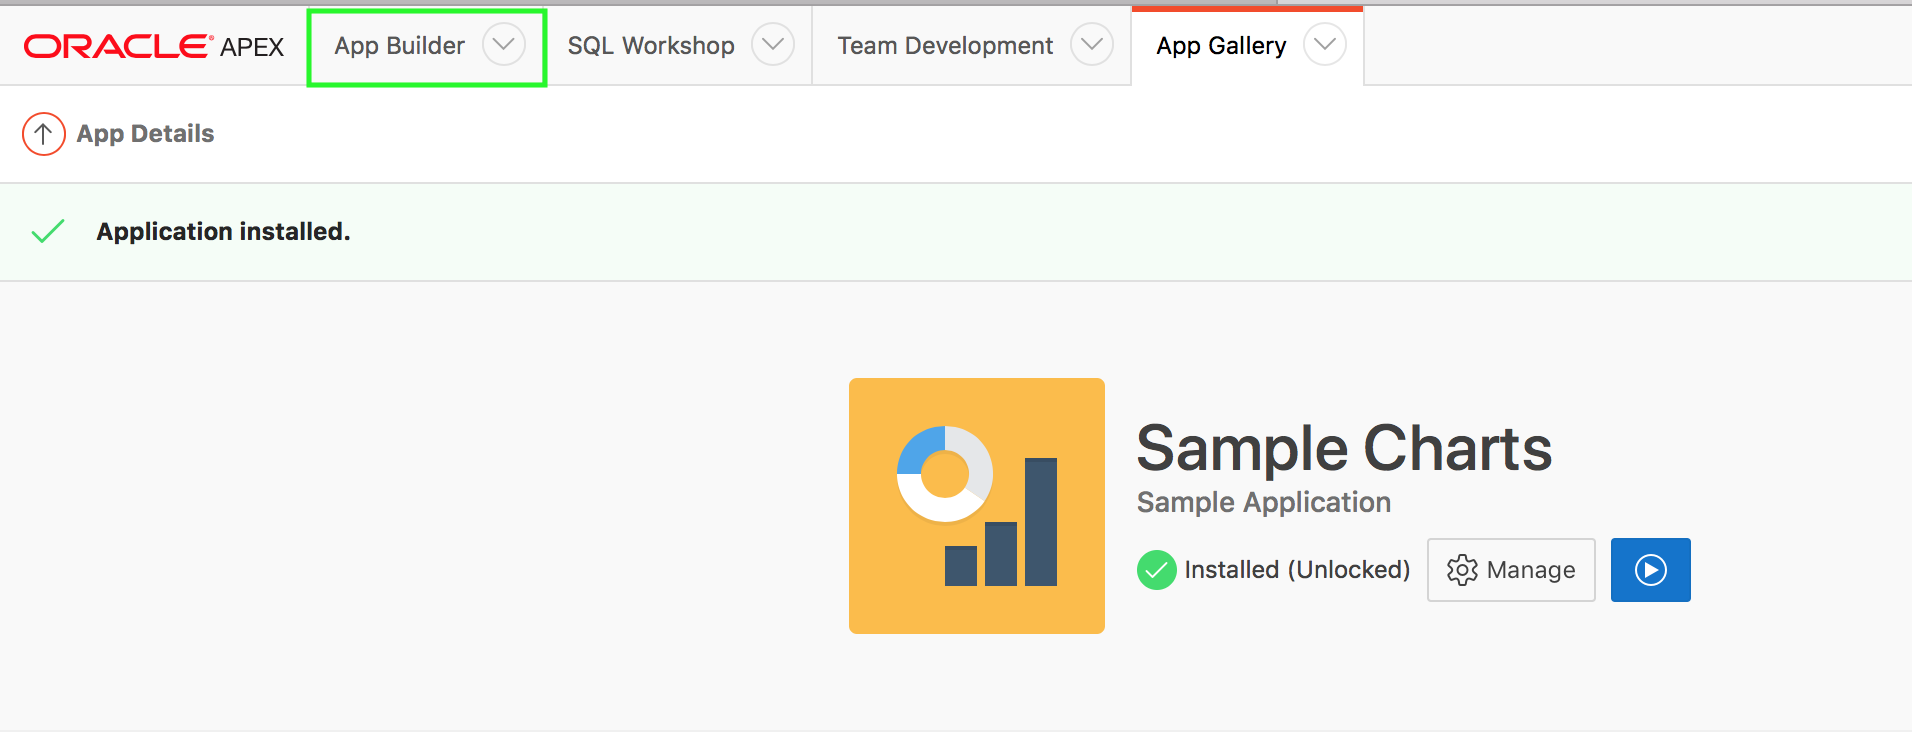 ORACLE® APEX App Builder SQL Workshop Team Development App Gallery
App Details
Application installed.
Sample Charts
Sample Application
Installed (Unlocked) Manage